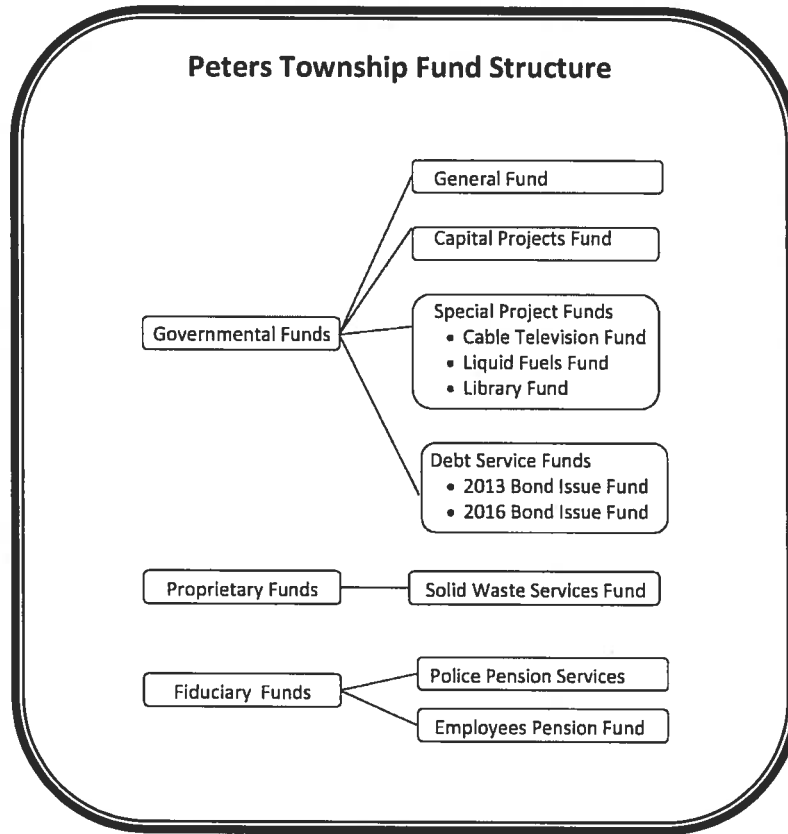 Peters Township Fund Structure
General Fund
Capital Projects Fund
Governmental Funds
Special Project Funds
• Cable Television Fund
• Liquid Fuels Fund
• Library Fund
Debt Service Funds
• 2013 Bond Issue Fund
• 2016 Bond Issue Fund
Proprietary Funds
Solid Waste Services Fund
Fiduciary Funds
Police Pension Services
Employees Pension Fund